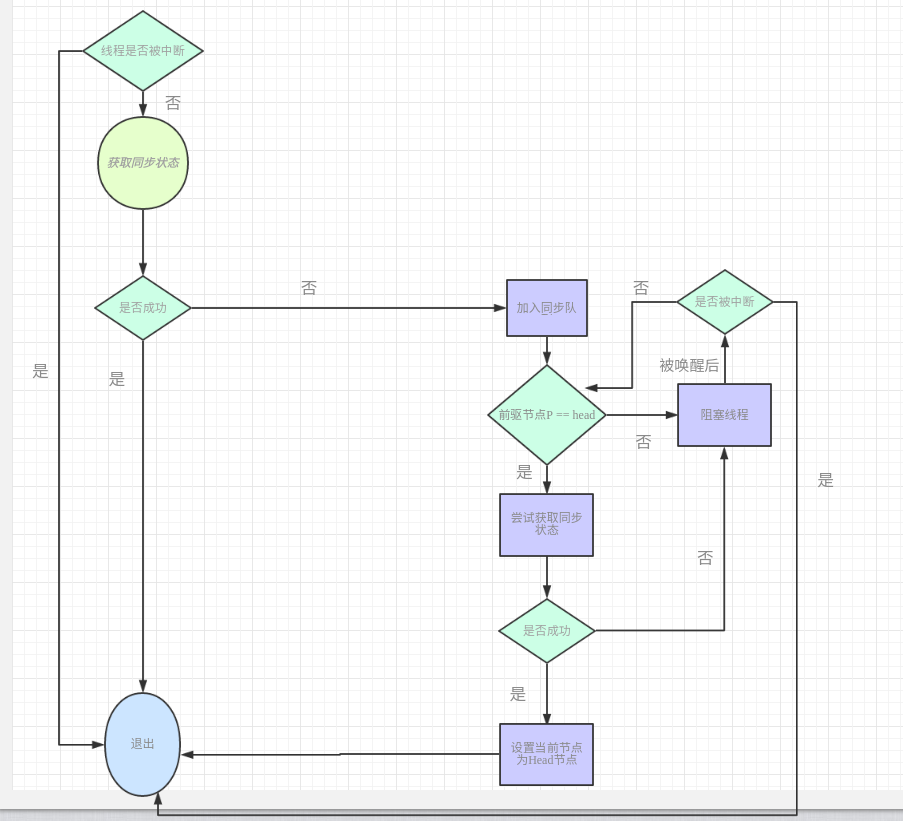 线程是否被中断
否
获取同步状态
是否成功
否
加入同步队
否
是否被中断
是
是
被唤醒后
前驱节点P == head
否
阻塞线程
是
是
尝试获取同步
状态
否
是否成功
是
退出
设置当前节点
为Head节点